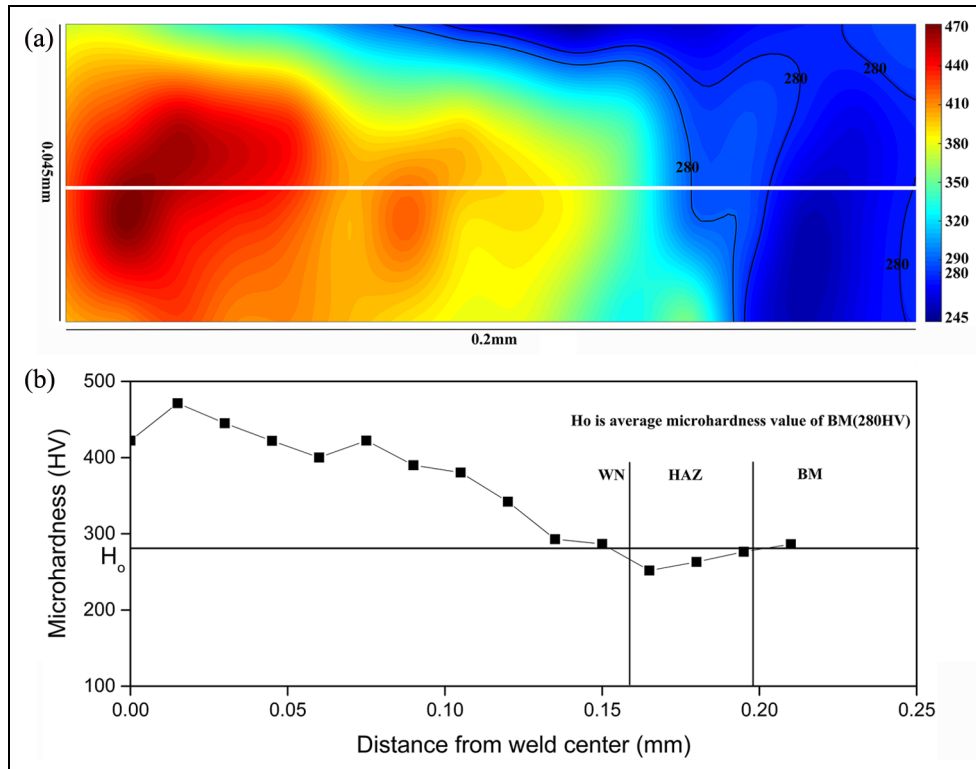 (a)
470
440
410
380
350
320
290
280
245
280
280
280
280
0.045mm
0.2mm
(b)
500
400
300
Ho
200
100
Microhardness (HV)
Ho is average microhardness value of BM(280HV)
WN HAZ BM
0.00 0.05 0.10 0.15 0.20 0.25
Distance from weld center (mm)